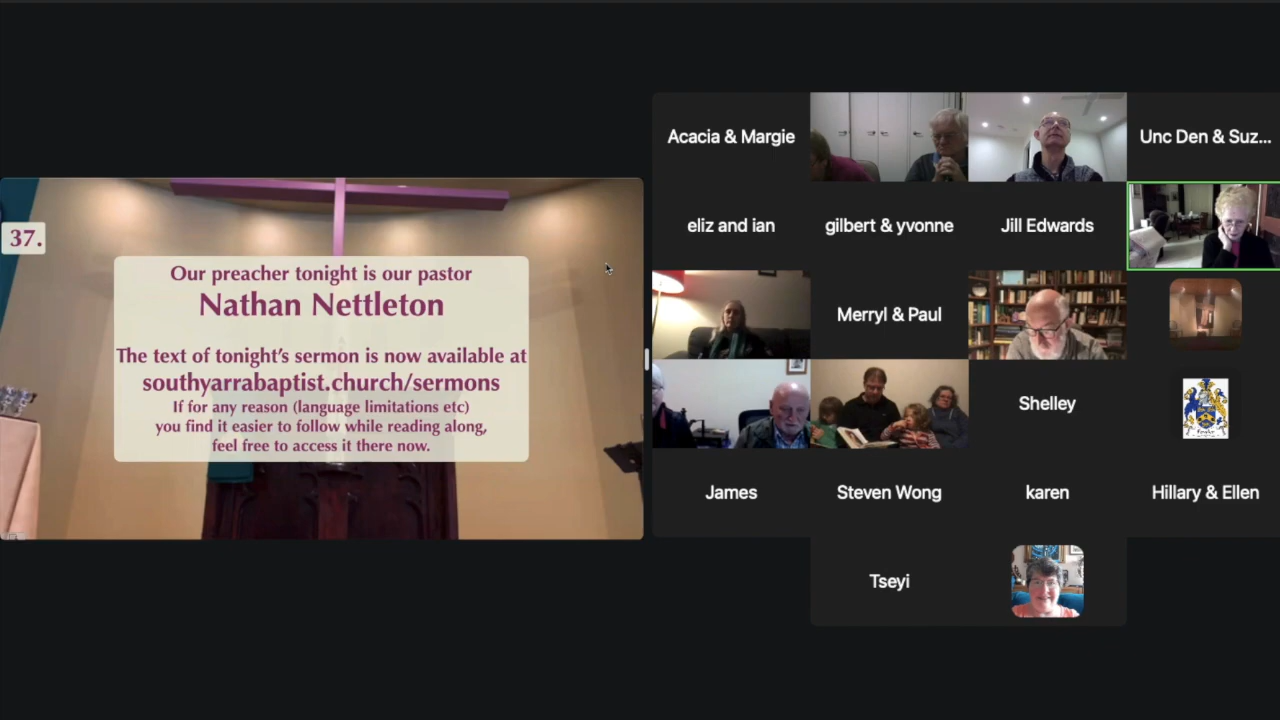 37.
Our preacher tonight is our pastor
Nathan Nettleton
The text of tonight's sermon is now available at
southyarrabaptist.church/sermons
If for any reason (language limitations etc)
you find it easier to follow while reading along,
feel free to access it there now.
Acacia & Margie
Unc Den & Suz...
eliz and ian
gilbert & yvonne
Jill Edwards
Merryl & Paul
Shelley
James
Steven Wong
karen
Hillary & Ellen
Tseyi